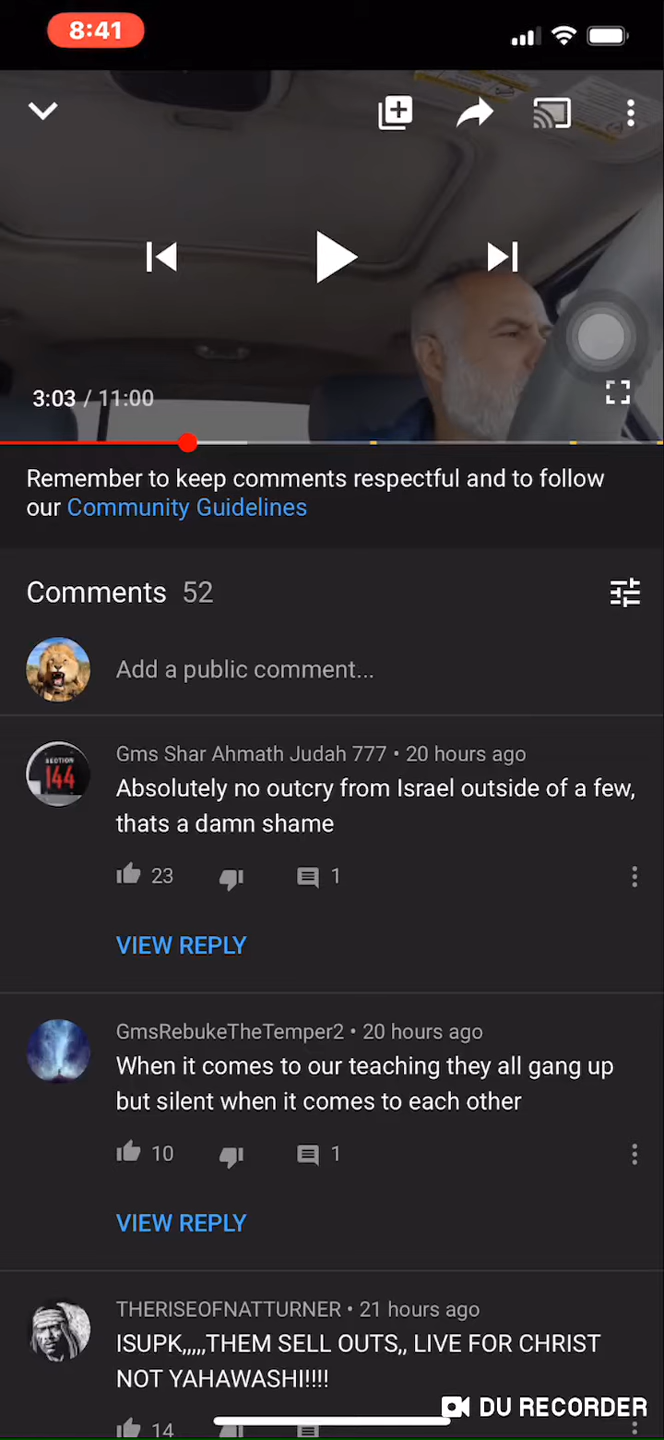 8:41
3:03 / 11:00
Remember to keep comments respectful and to follow
our Community Guidelines
Comments 52
Add a public comment...
SECTION
144
Gms Shar Ahmath Judah 777 • 20 hours ago
Absolutely no outcry from Israel outside of a few,
thats a damn shame
23 1
VIEW REPLY
GmsRebukeTheTemper2 • 20 hours ago
When it comes to our teaching they all gang up
but silent when it comes to each other
10 1
VIEW REPLY
THERISEOFNATTURNER • 21 hours ago
ISUPK,,,,,THEM SELL OUTS,, LIVE FOR CHRIST
NOT YAHAWASHI!!!!
14
DU RECORDER